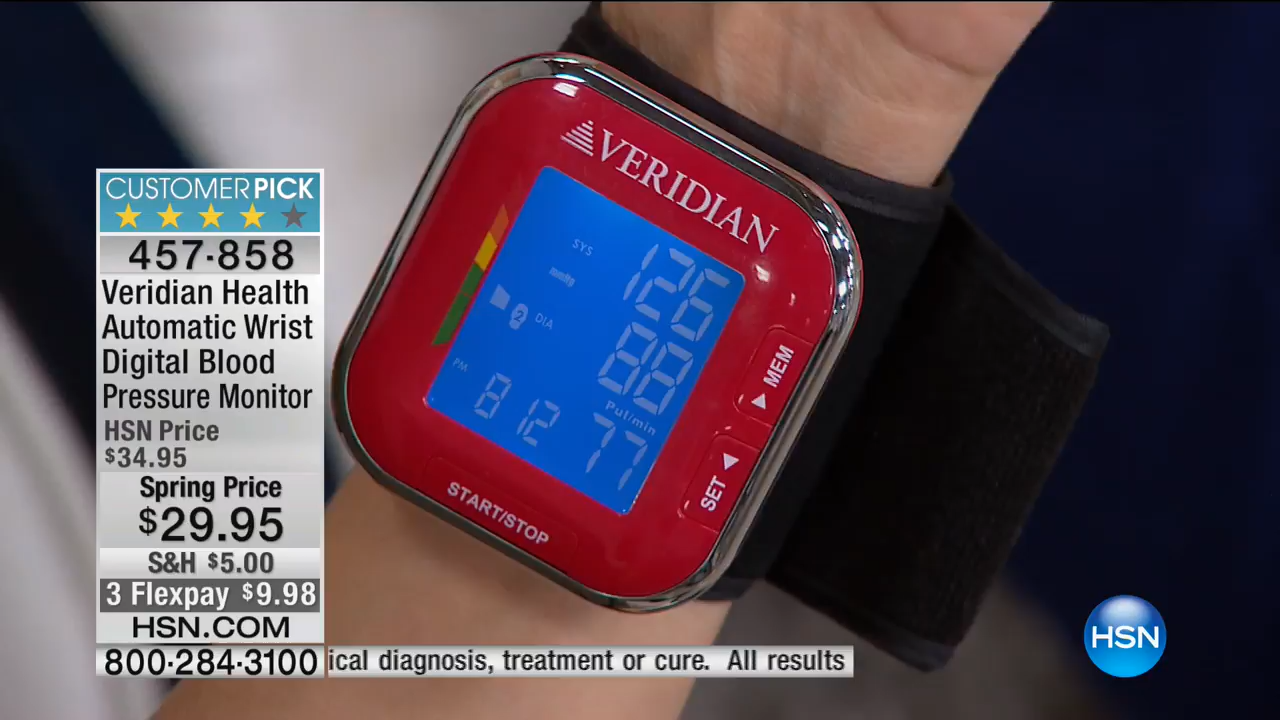 CUSTOMER PICK
457·858
Veridian Health
Automatic Wrist
Digital Blood
Pressure Monitor
HSN Price
$34.95
Spring Price
$29.95
S&H $5.00
3 Flexpay $9.98
HSN.COM
800·284·3100
ical diagnosis, treatment or cure. All results
VERIDIAN
SYS
126
mmHg
2
DIA
88
PM
8 12
Pul/min
77
MEM
SET
START/STOP
HSN